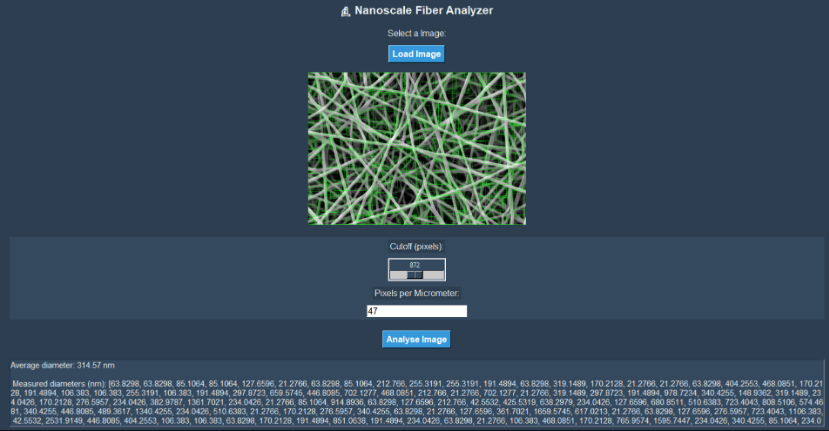 Nanoscale Fiber Analyzer
Select a Image:
Load Image
Cutoff (pixels):
872
Pixels per Micrometer:
47
Analyse Image
Average diameter: 314.57 nm
Measured diameters (nm): [63.8298, 63.8298, 85.1064, 85.1064, 127.6596, 21.2766, 63.8298, 85.1064, 212.766, 255.3191, 255.3191, 191.4894, 63.8298, 319.1489, 170.2128, 21.2766, 21.2766, 63.8298, 404.2553, 468.0851, 170.21
28, 191.4894, 106.383, 106.383, 255.3191, 106.383, 191.4894, 297.8723, 659.5745, 446.8085, 702.1277, 468.0851, 212.766, 21.2766, 702.1277, 21.2766, 319.1489, 297.8723, 191.4894, 978.7234, 340.4255, 148.9362, 319.1489, 23
4.0426, 170.2128, 276.5957, 234.0426, 382.9787, 1361.7021, 234.0426, 21.2766, 85.1064, 914.8936, 63.8298, 127.6596, 212.766, 42.5532, 425.5319, 638.2979, 234.0426, 127.6596, 680.8511, 510.6383, 723.4043, 808.5106, 574.46
81, 340.4255, 446.8085, 489.3617, 1340.4255, 234.0426, 510.6383, 21.2766, 170.2128, 276.5957, 340.4255, 63.8298, 21.2766, 127.6596, 361.7021, 1659.5745, 617.0213, 21.2766, 63.8298, 127.6596, 276.5957, 723.4043, 1106.383,
42.5532, 2531.9149, 446.8085, 404.2553, 106.383, 106.383, 63.8298, 170.2128, 191.4894, 851.0638, 191.4894, 234.0426, 63.8298, 21.2766, 106.383, 468.0851, 170.2128, 765.9574, 1595.7447, 234.0426, 340.4255, 85.1064, 234.0